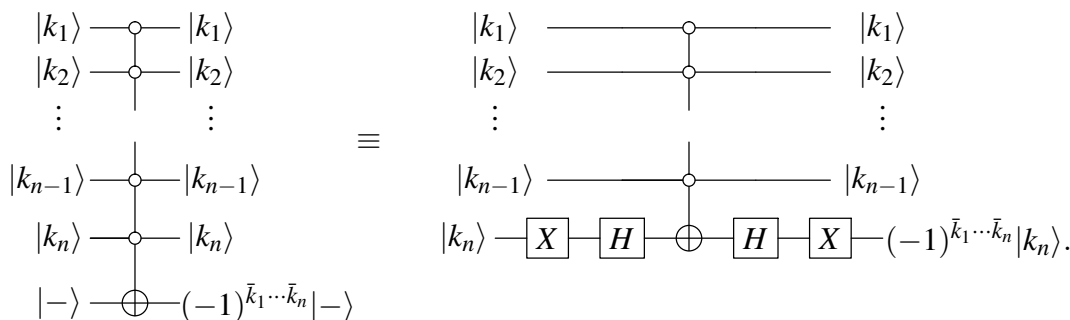 |k₁⟩ |k₁⟩ |k₁⟩ |k₁⟩
|k₂⟩ |k₂⟩ |k₂⟩ |k₂⟩
⋮ ⋮ ≡ ⋮ ⋮
|kₙ₋₁⟩ |kₙ₋₁⟩ |kₙ₋₁⟩ |kₙ₋₁⟩
|kₙ⟩ |kₙ⟩ |kₙ⟩ X H H X (−1)^{k̄₁⋯k̄ₙ}|kₙ⟩.
|−⟩ (−1)^{k̄₁⋯k̄ₙ}|−⟩